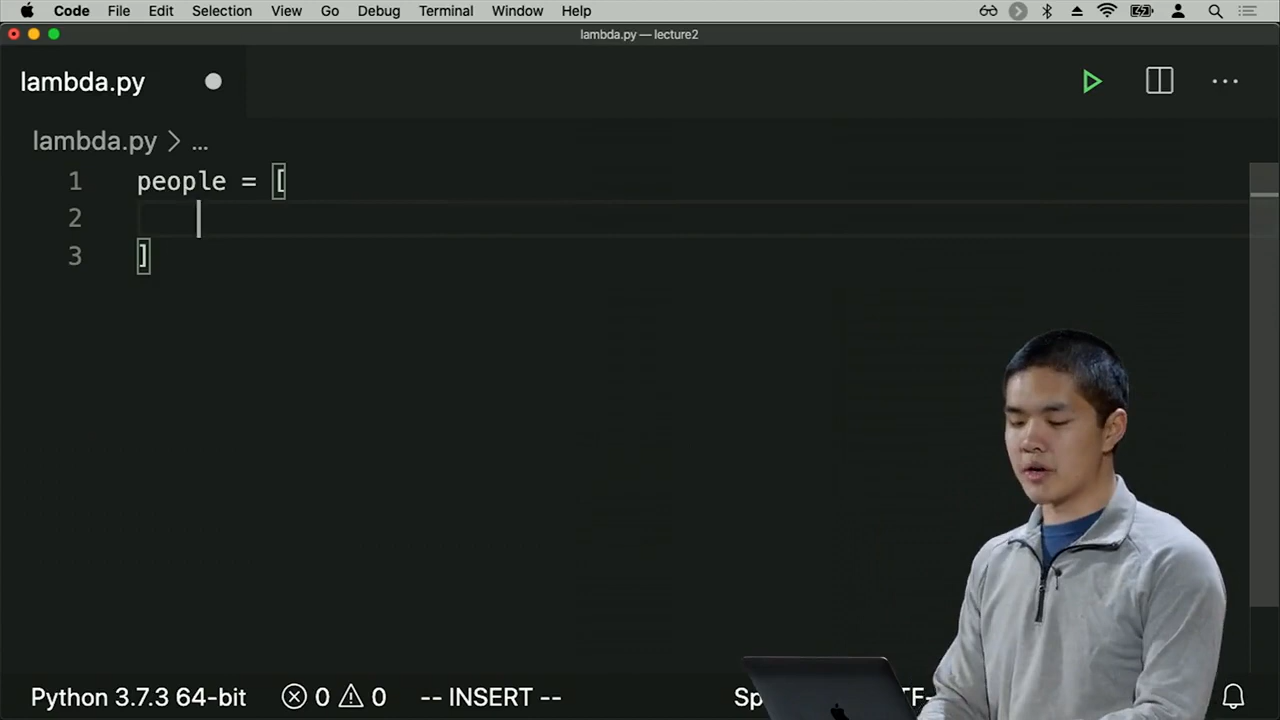 Code File Edit Selection View Go Debug Terminal Window Help
lambda.py — lecture2
lambda.py
lambda.py > ...
1 people = [
2
3 ]
Python 3.7.3 64-bit 0 0 -- INSERT --